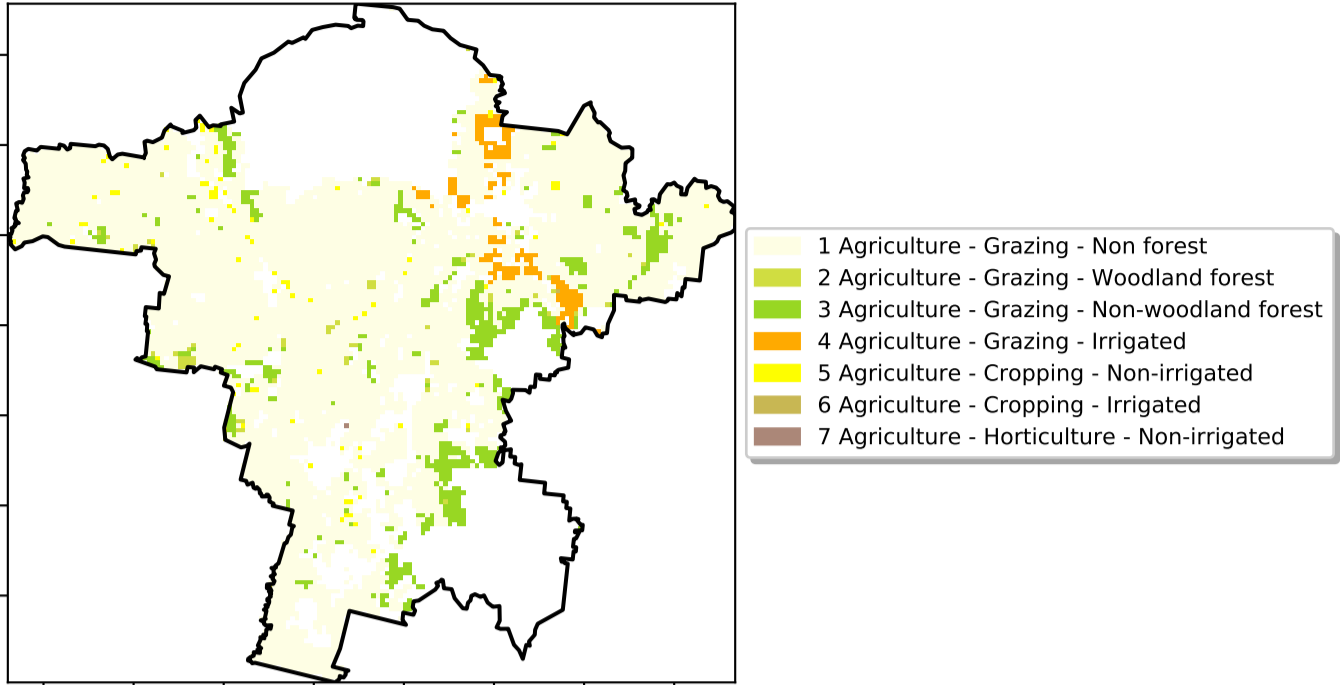 1 Agriculture - Grazing - Non forest
2 Agriculture - Grazing - Woodland forest
3 Agriculture - Grazing - Non-woodland forest
4 Agriculture - Grazing - Irrigated
5 Agriculture - Cropping - Non-irrigated
6 Agriculture - Cropping - Irrigated
7 Agriculture - Horticulture - Non-irrigated